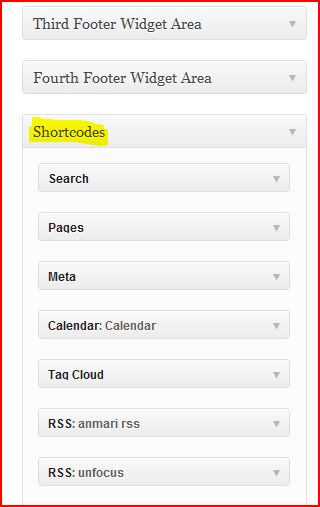 Third Footer Widget Area
Fourth Footer Widget Area
Shortcodes
Search
Pages
Meta
Calendar: Calendar
Tag Cloud
RSS: anmari rss
RSS: unfocus